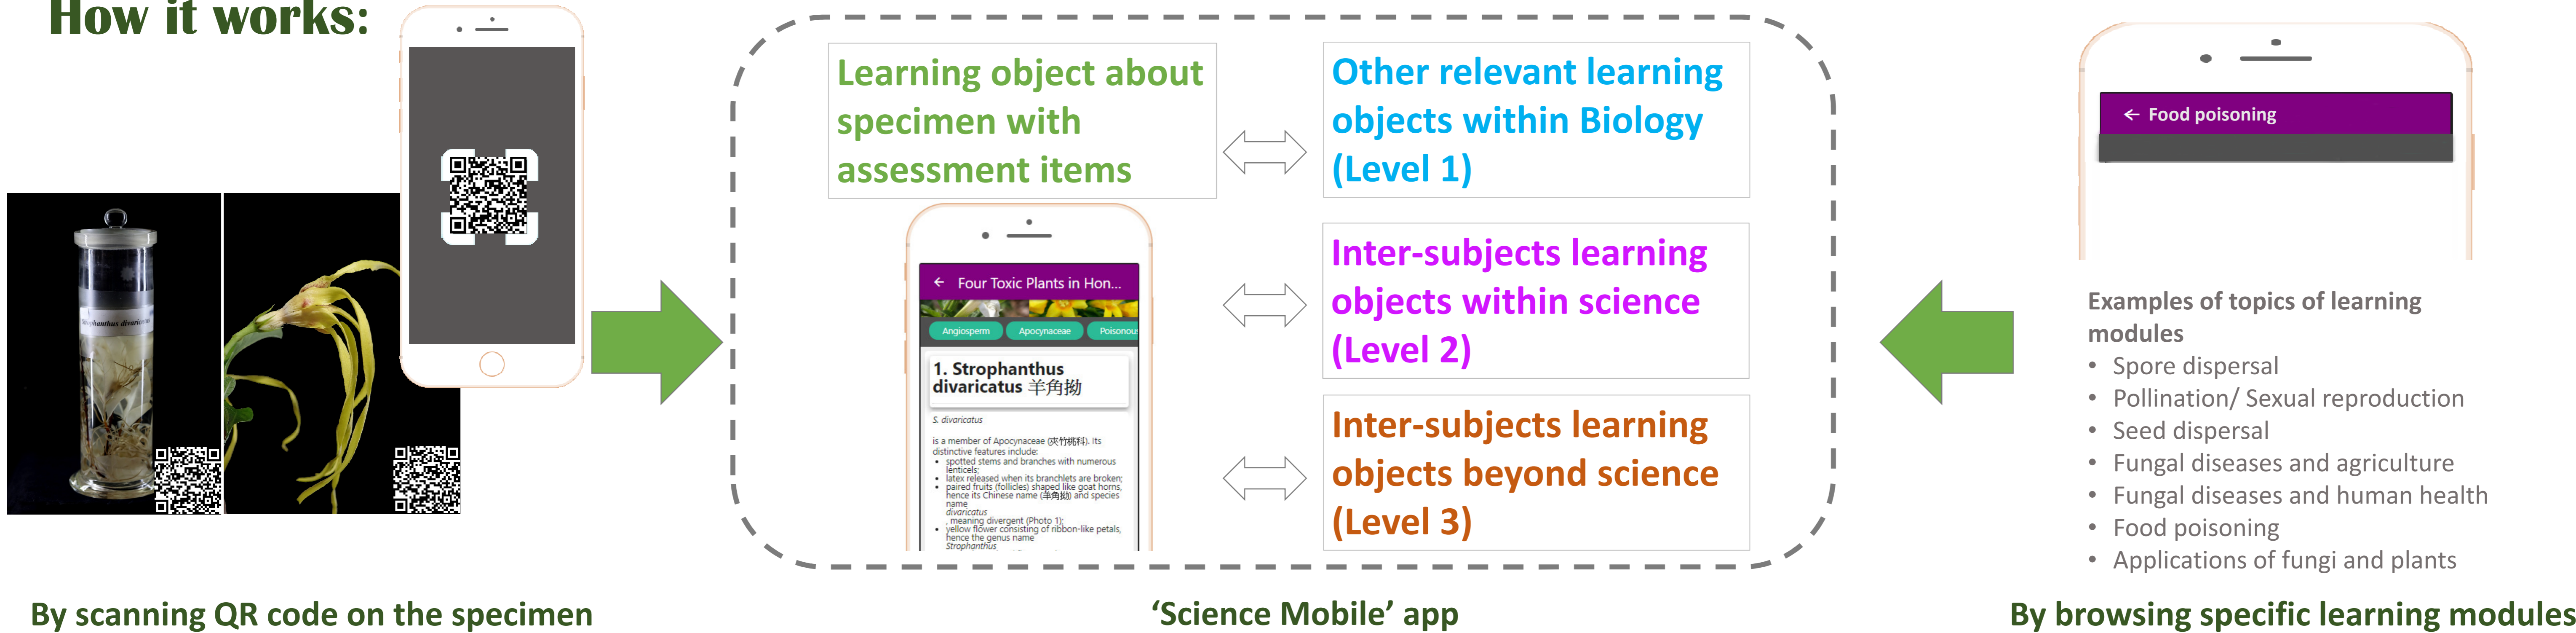 How it works:
Strophanthus divaricatus
By scanning QR code on the specimen
Learning object about
specimen with
assessment items
Other relevant learning
objects within Biology
(Level 1)
Inter-subjects learning
objects within science
(Level 2)
Inter-subjects learning
objects beyond science
(Level 3)
← Four Toxic Plants in Hon...
Angiosperm
Apocynaceae
Poisonou
1. Strophanthus
divaricatus 羊角拗
S. divaricatus
is a member of Apocynaceae (夾竹桃科). Its
distinctive features include:
• spotted stems and branches with numerous
lenticels;
• latex released when its branchlets are broken;
• paired fruits (follicles) shaped like goat horns,
hence its Chinese name (羊角拗) and species
name
divaricatus
, meaning divergent (Photo 1);
• yellow flower consisting of ribbon-like petals,
hence the genus name
Strophanthus
‘Science Mobile’ app
← Food poisoning
Examples of topics of learning
modules
• Spore dispersal
• Pollination/ Sexual reproduction
• Seed dispersal
• Fungal diseases and agriculture
• Fungal diseases and human health
• Food poisoning
• Applications of fungi and plants
By browsing specific learning modules